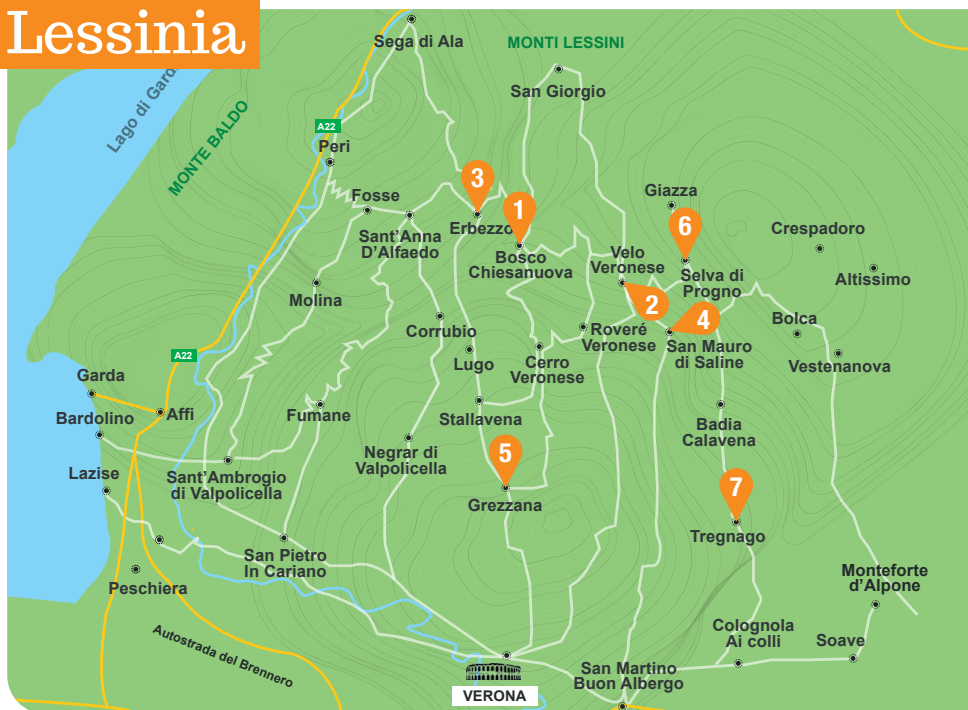 Lessinia
Sega di Ala
MONTI LESSINI
San Giorgio
Lago di Gard
MONTE BALDO
A22
Peri
3
Giazza
Fosse
1
6
Crespadoro
Erbezzo
Sant'Anna
D'Alfaedo
Bosco
Chiesanuova
Velo
Veronese
Selva di
Progno
Altissimo
Molina
2
4
Bolca
Corrubio
Roveré
Veronese
San Mauro
di Saline
A22
Lugo
Cerro
Veronese
Vestenanova
Garda
Bardolino
Affi
Fumane
Stallavena
Badia
Calavena
Lazise
Sant'Ambrogio
di Valpolicella
Negrar di
Valpolicella
5
Grezzana
7
Tregnago
San Pietro
In Cariano
Peschiera
Monteforte
d'Alpone
Autostrada del Brennero
Colognola
Ai colli
Soave
San Martino
Buon Albergo
VERONA